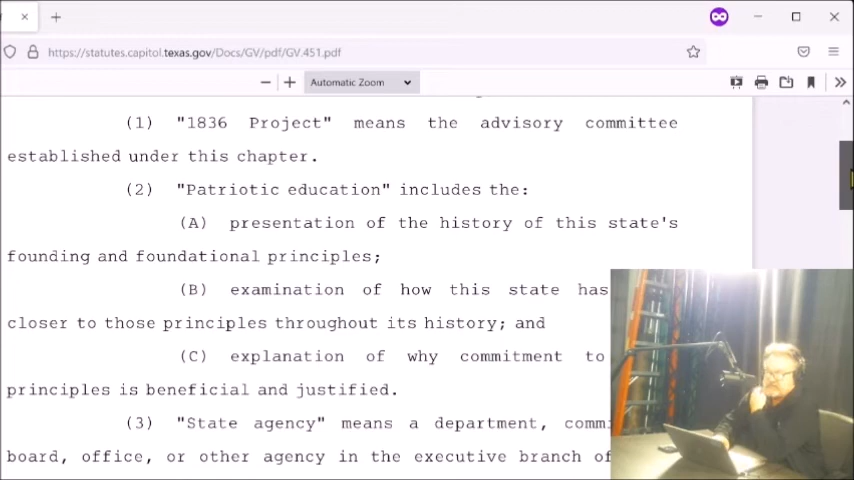 https://statutes.capitol.texas.gov/Docs/GV/pdf/GV.451.pdf
Automatic Zoom
(1) "1836 Project" means the advisory committee
established under this chapter.
(2) "Patriotic education" includes the:
(A) presentation of the history of this state's
founding and foundational principles;
(B) examination of how this state has
closer to those principles throughout its history; and
(C) explanation of why commitment to
principles is beneficial and justified.
(3) "State agency" means a department,
board, office, or other agency in the executive branch of